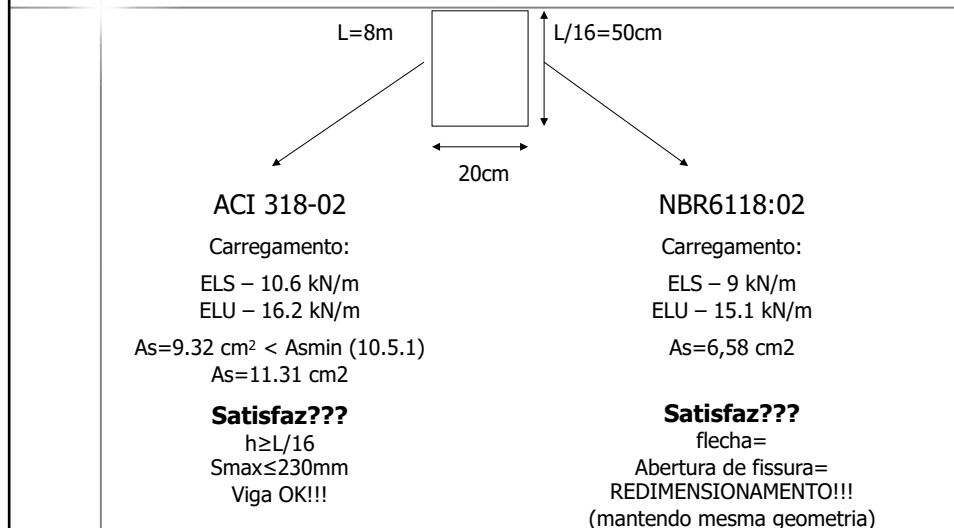 L=8m
L/16=50cm
20cm
ACI 318-02
Carregamento:
ELS – 10.6 kN/m
ELU – 16.2 kN/m
As=9.32 cm² < Asmin (10.5.1)
As=11.31 cm2
Satisfaz???
h≥L/16
Smax≤230mm
Viga OK!!!
NBR6118:02
Carregamento:
ELS – 9 kN/m
ELU – 15.1 kN/m
As=6,58 cm2
Satisfaz???
flecha=
Abertura de fissura=
REDIMENSIONAMENTO!!!
(mantendo mesma geometria)